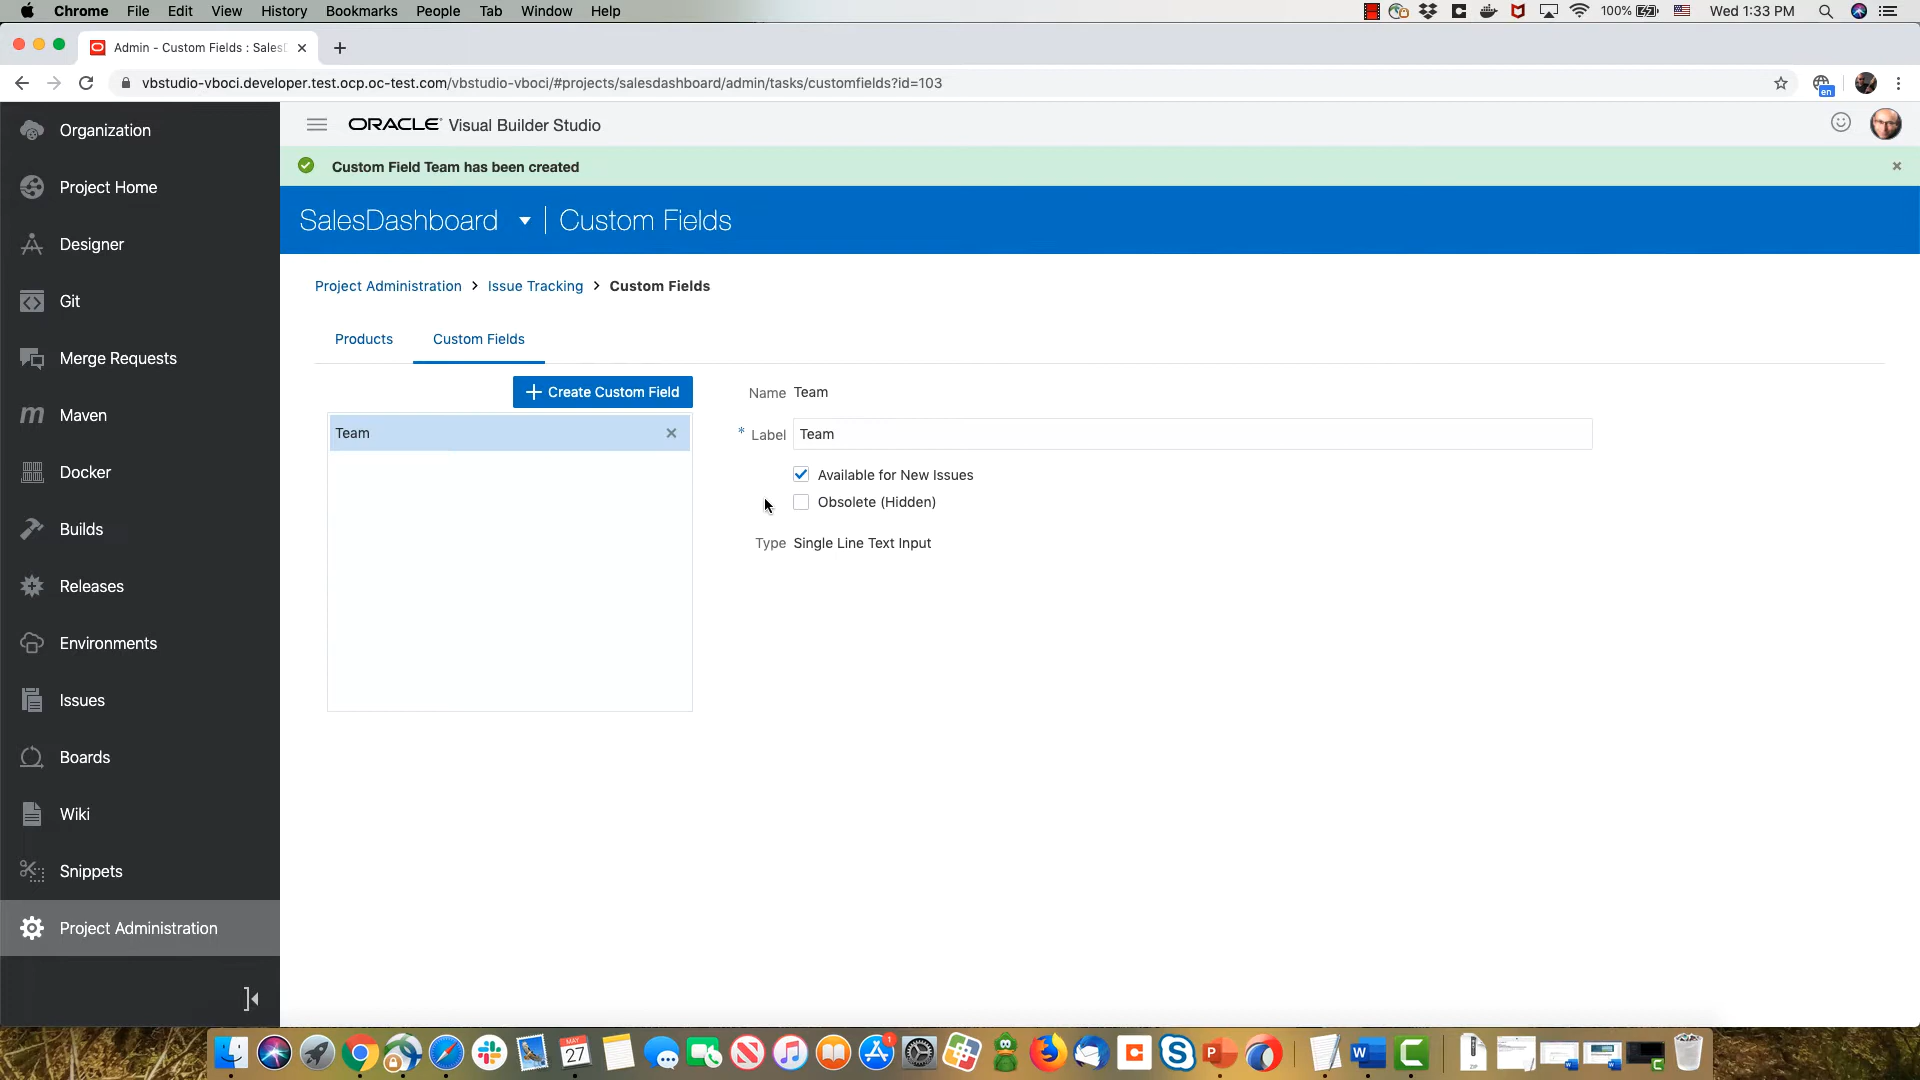 Chrome File Edit View History Bookmarks People Tab Window Help
100% Wed 1:33 PM
Admin - Custom Fields : Sales
vbstudio-vboci.developer.test.ocp.oc-test.com/vbstudio-vboci/#projects/salesdashboard/admin/tasks/customfields?id=103
en
ORACLE Visual Builder Studio
Custom Field Team has been created
SalesDashboard Custom Fields
Project Administration > Issue Tracking > Custom Fields
Products Custom Fields
+ Create Custom Field
Team
Name Team
* Label Team
Available for New Issues
Obsolete (Hidden)
Type Single Line Text Input
Organization
Project Home
Designer
Git
Merge Requests
Maven
Docker
Builds
Releases
Environments
Issues
Boards
Wiki
Snippets
Project Administration
MAY
27
1